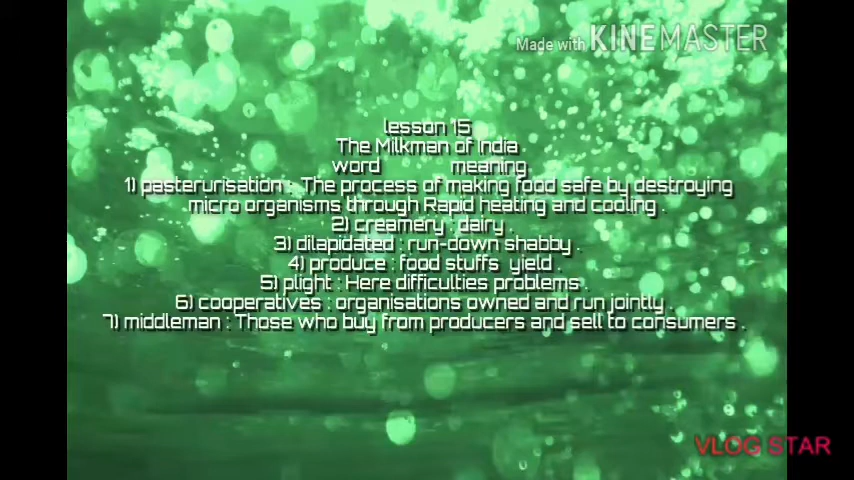 Made with KINEMASTER
lesson 15
The Milkman of India
word meaning
1) pasterurisation : The process of making food safe by destroying
micro organisms through Rapid heating and cooling .
2) creamery : dairy .
3) dilapidated : run-down shabby .
4) produce : food stuffs yield .
5) plight : Here difficulties problems .
6) cooperatives : organisations owned and run jointly .
7) middleman : Those who buy from producers and sell to consumers .
VLOG STAR